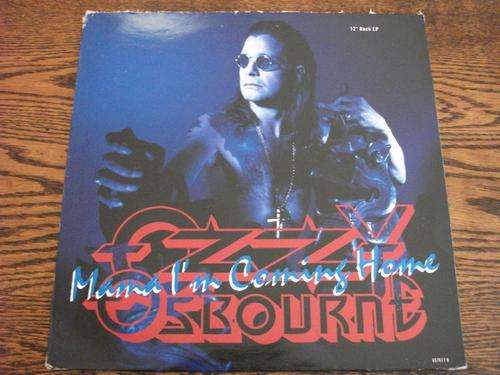 12" Rock EP
Ozzy
Mama I'm Coming Home
Osbourne